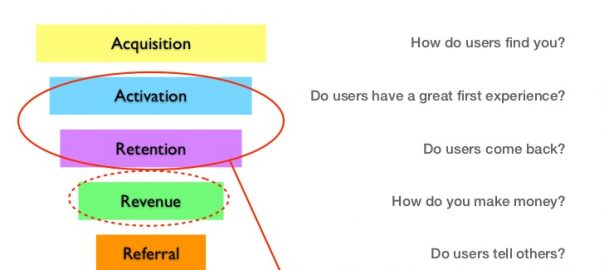 Acquisition How do users find you?
Activation Do users have a great first experience?
Retention Do users come back?
Revenue How do you make money?
Referral Do users tell others?